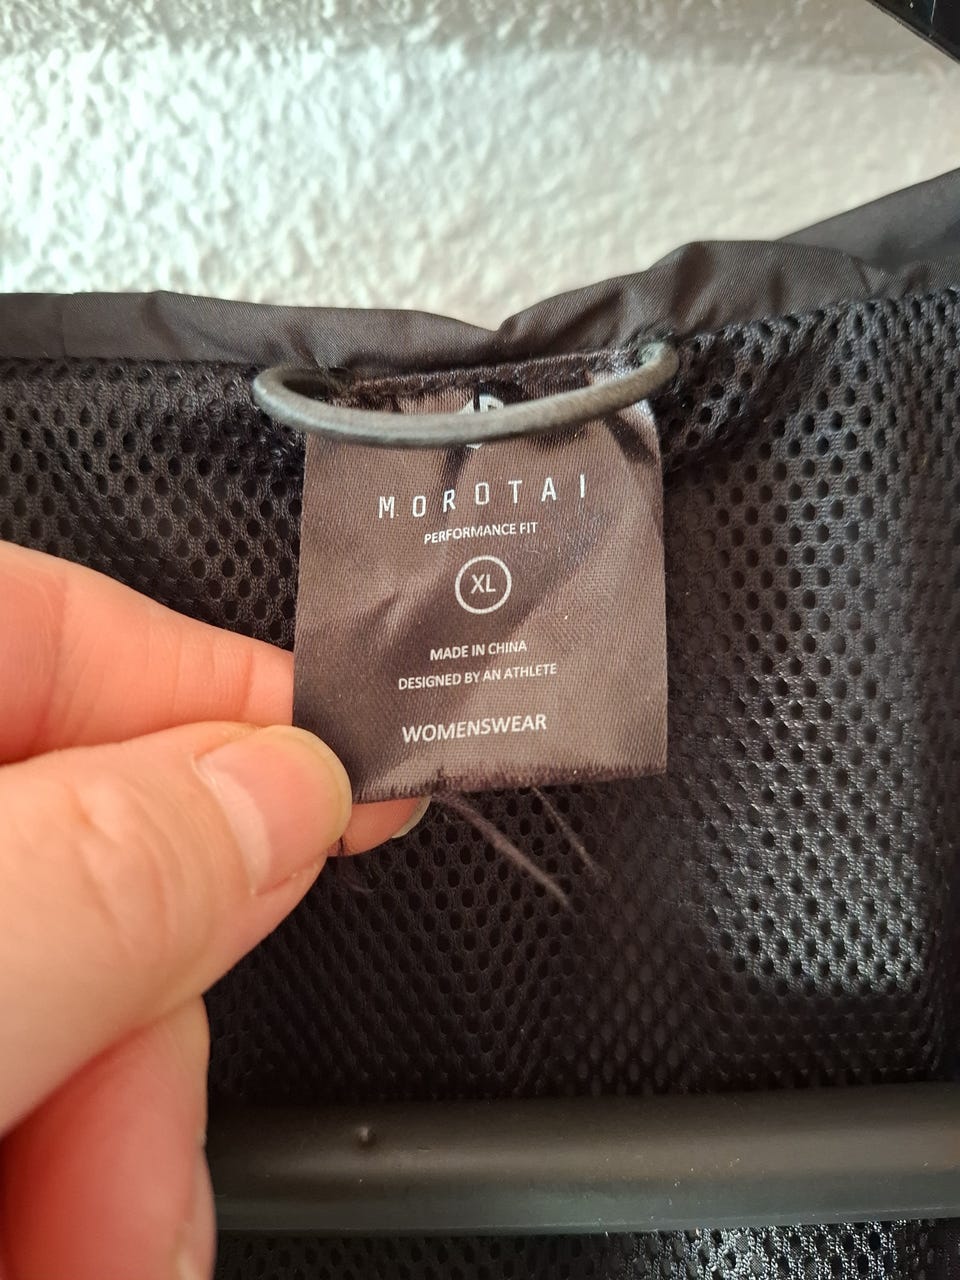 MOROTAI
PERFORMANCE FIT
XL
MADE IN CHINA
DESIGNED BY AN ATHLETE
WOMENSWEAR